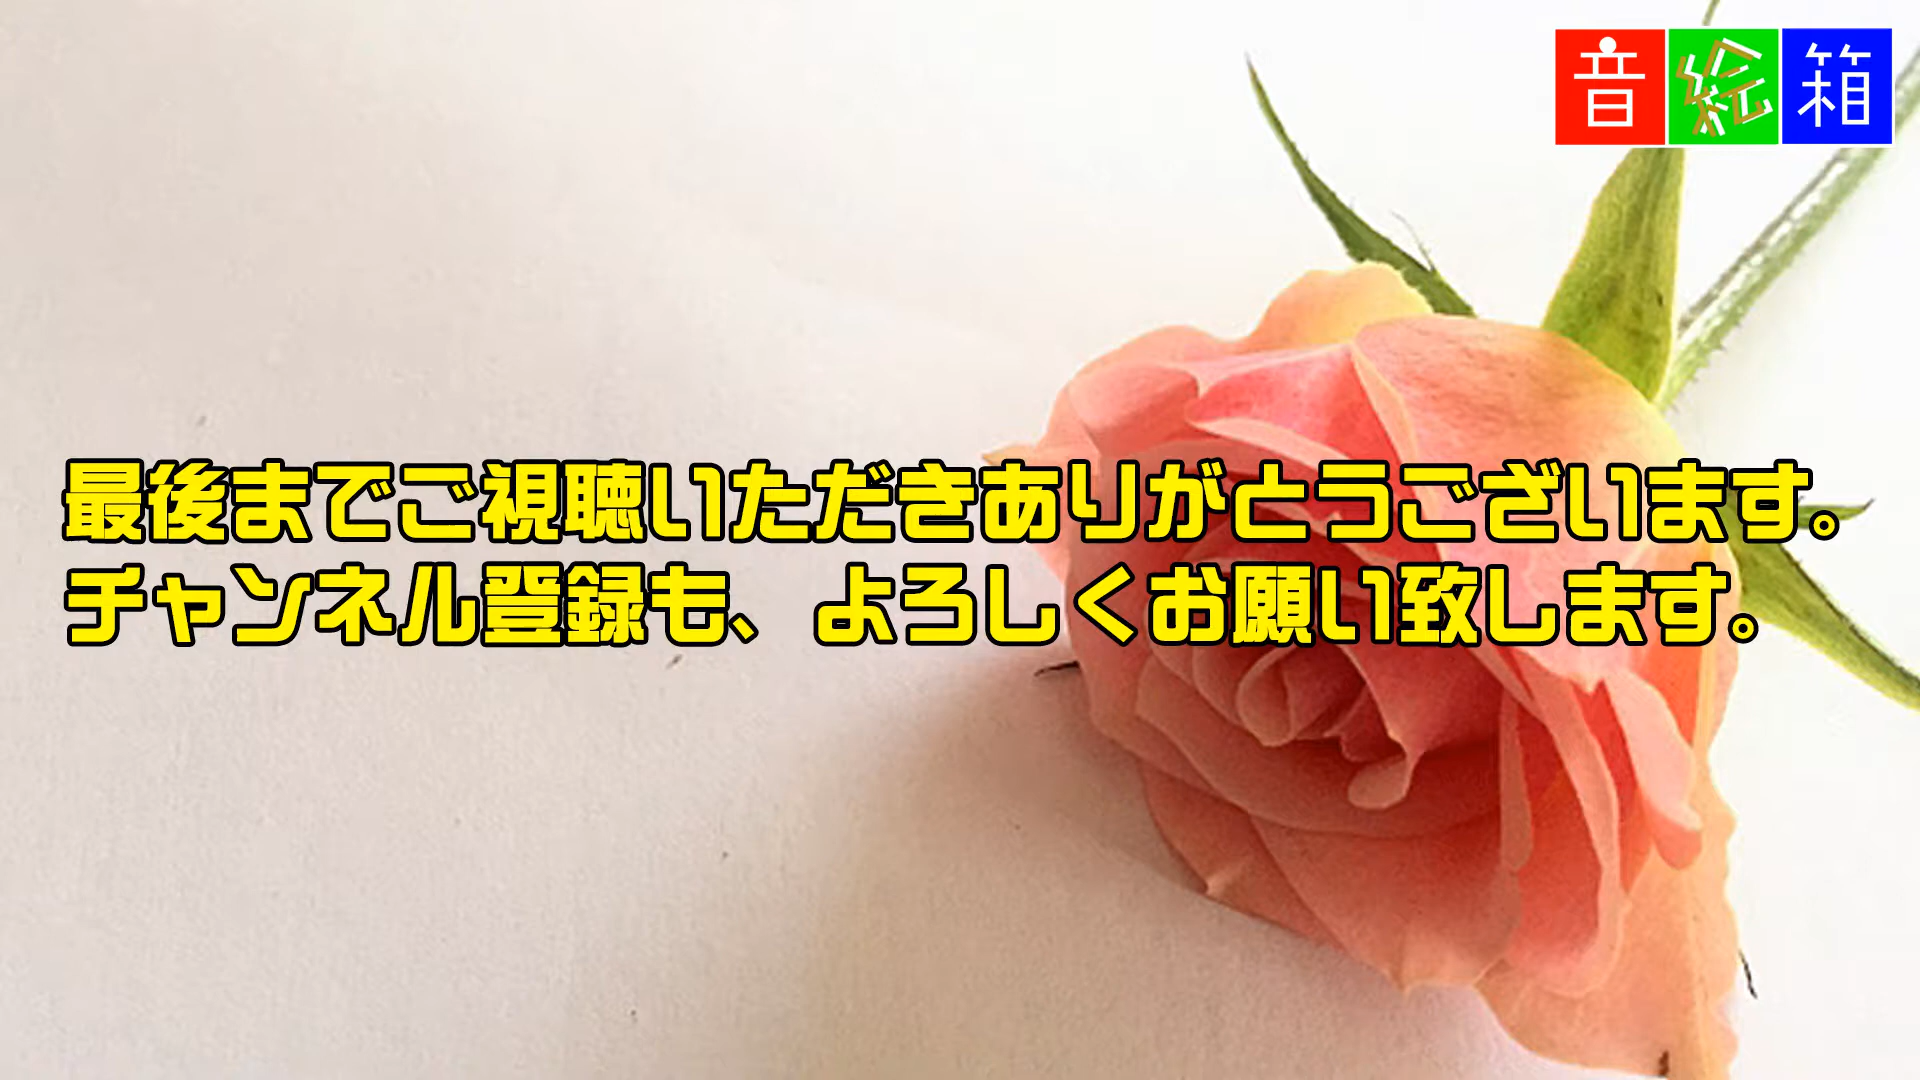 音絵箱
最後までご視聴いただきありがとうございます。
チャンネル登録も、よろしくお願い致します。